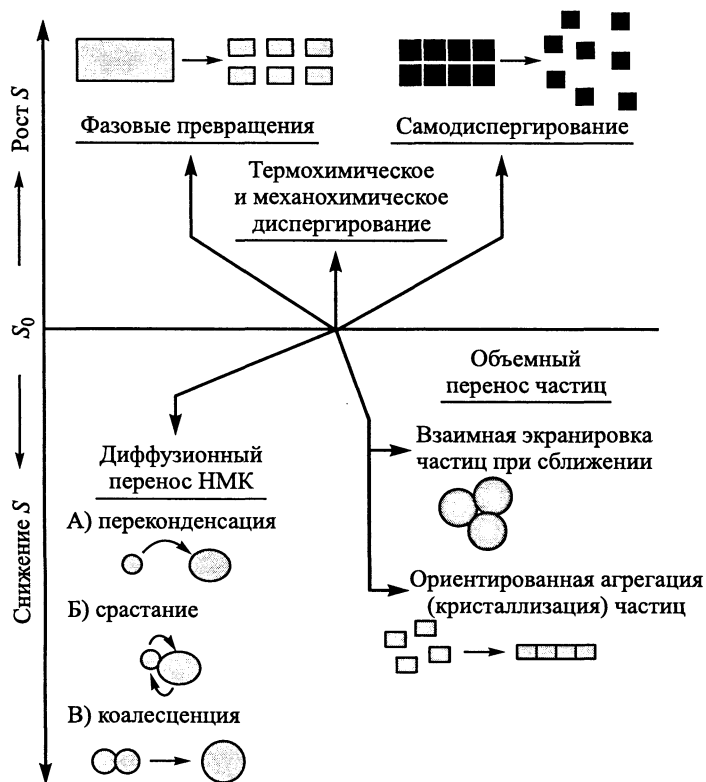 Рост S
S₀
Снижение S
Фазовые превращения
Самодиспергирование
Термохимическое
и механохимическое
диспергирование
Диффузионный
перенос НМК
А) переконденсация
Б) срастание
В) коалесценция
Объемный
перенос частиц
Взаимная экранировка
частиц при сближении
Ориентированная агрегация
(кристаллизация) частиц